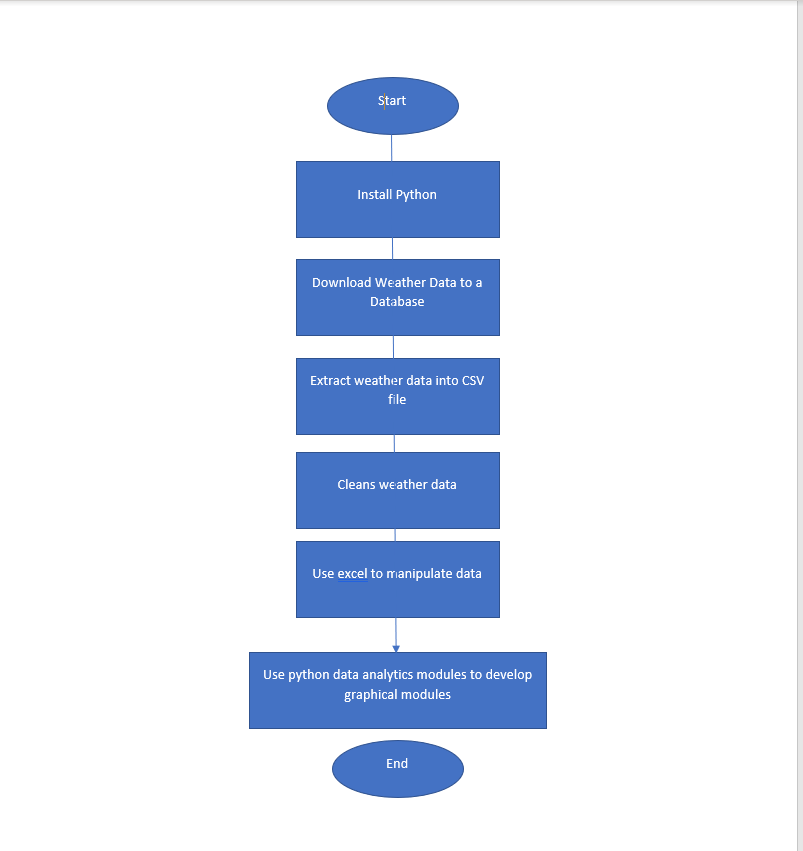 Start
Install Python
Download Weather Data to a
Database
Extract weather data into CSV
file
Cleans weather data
Use excel to manipulate data
Use python data analytics modules to develop
graphical modules
End